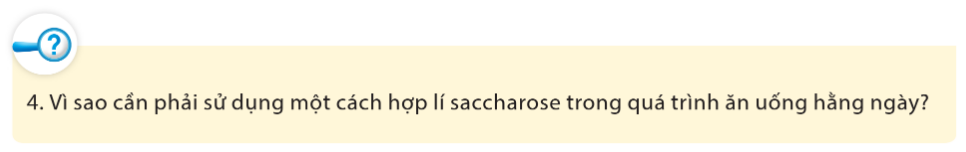 ?
4. Vì sao cần phải sử dụng một cách hợp lí saccharose trong quá trình ăn uống hằng ngày?